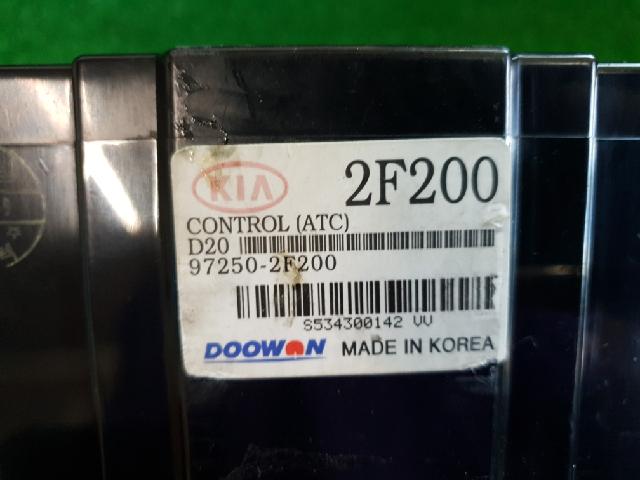 KIA 2F200
CONTROL (ATC)
D20
97250-2F200
S534300142 VV
DOOWON MADE IN KOREA